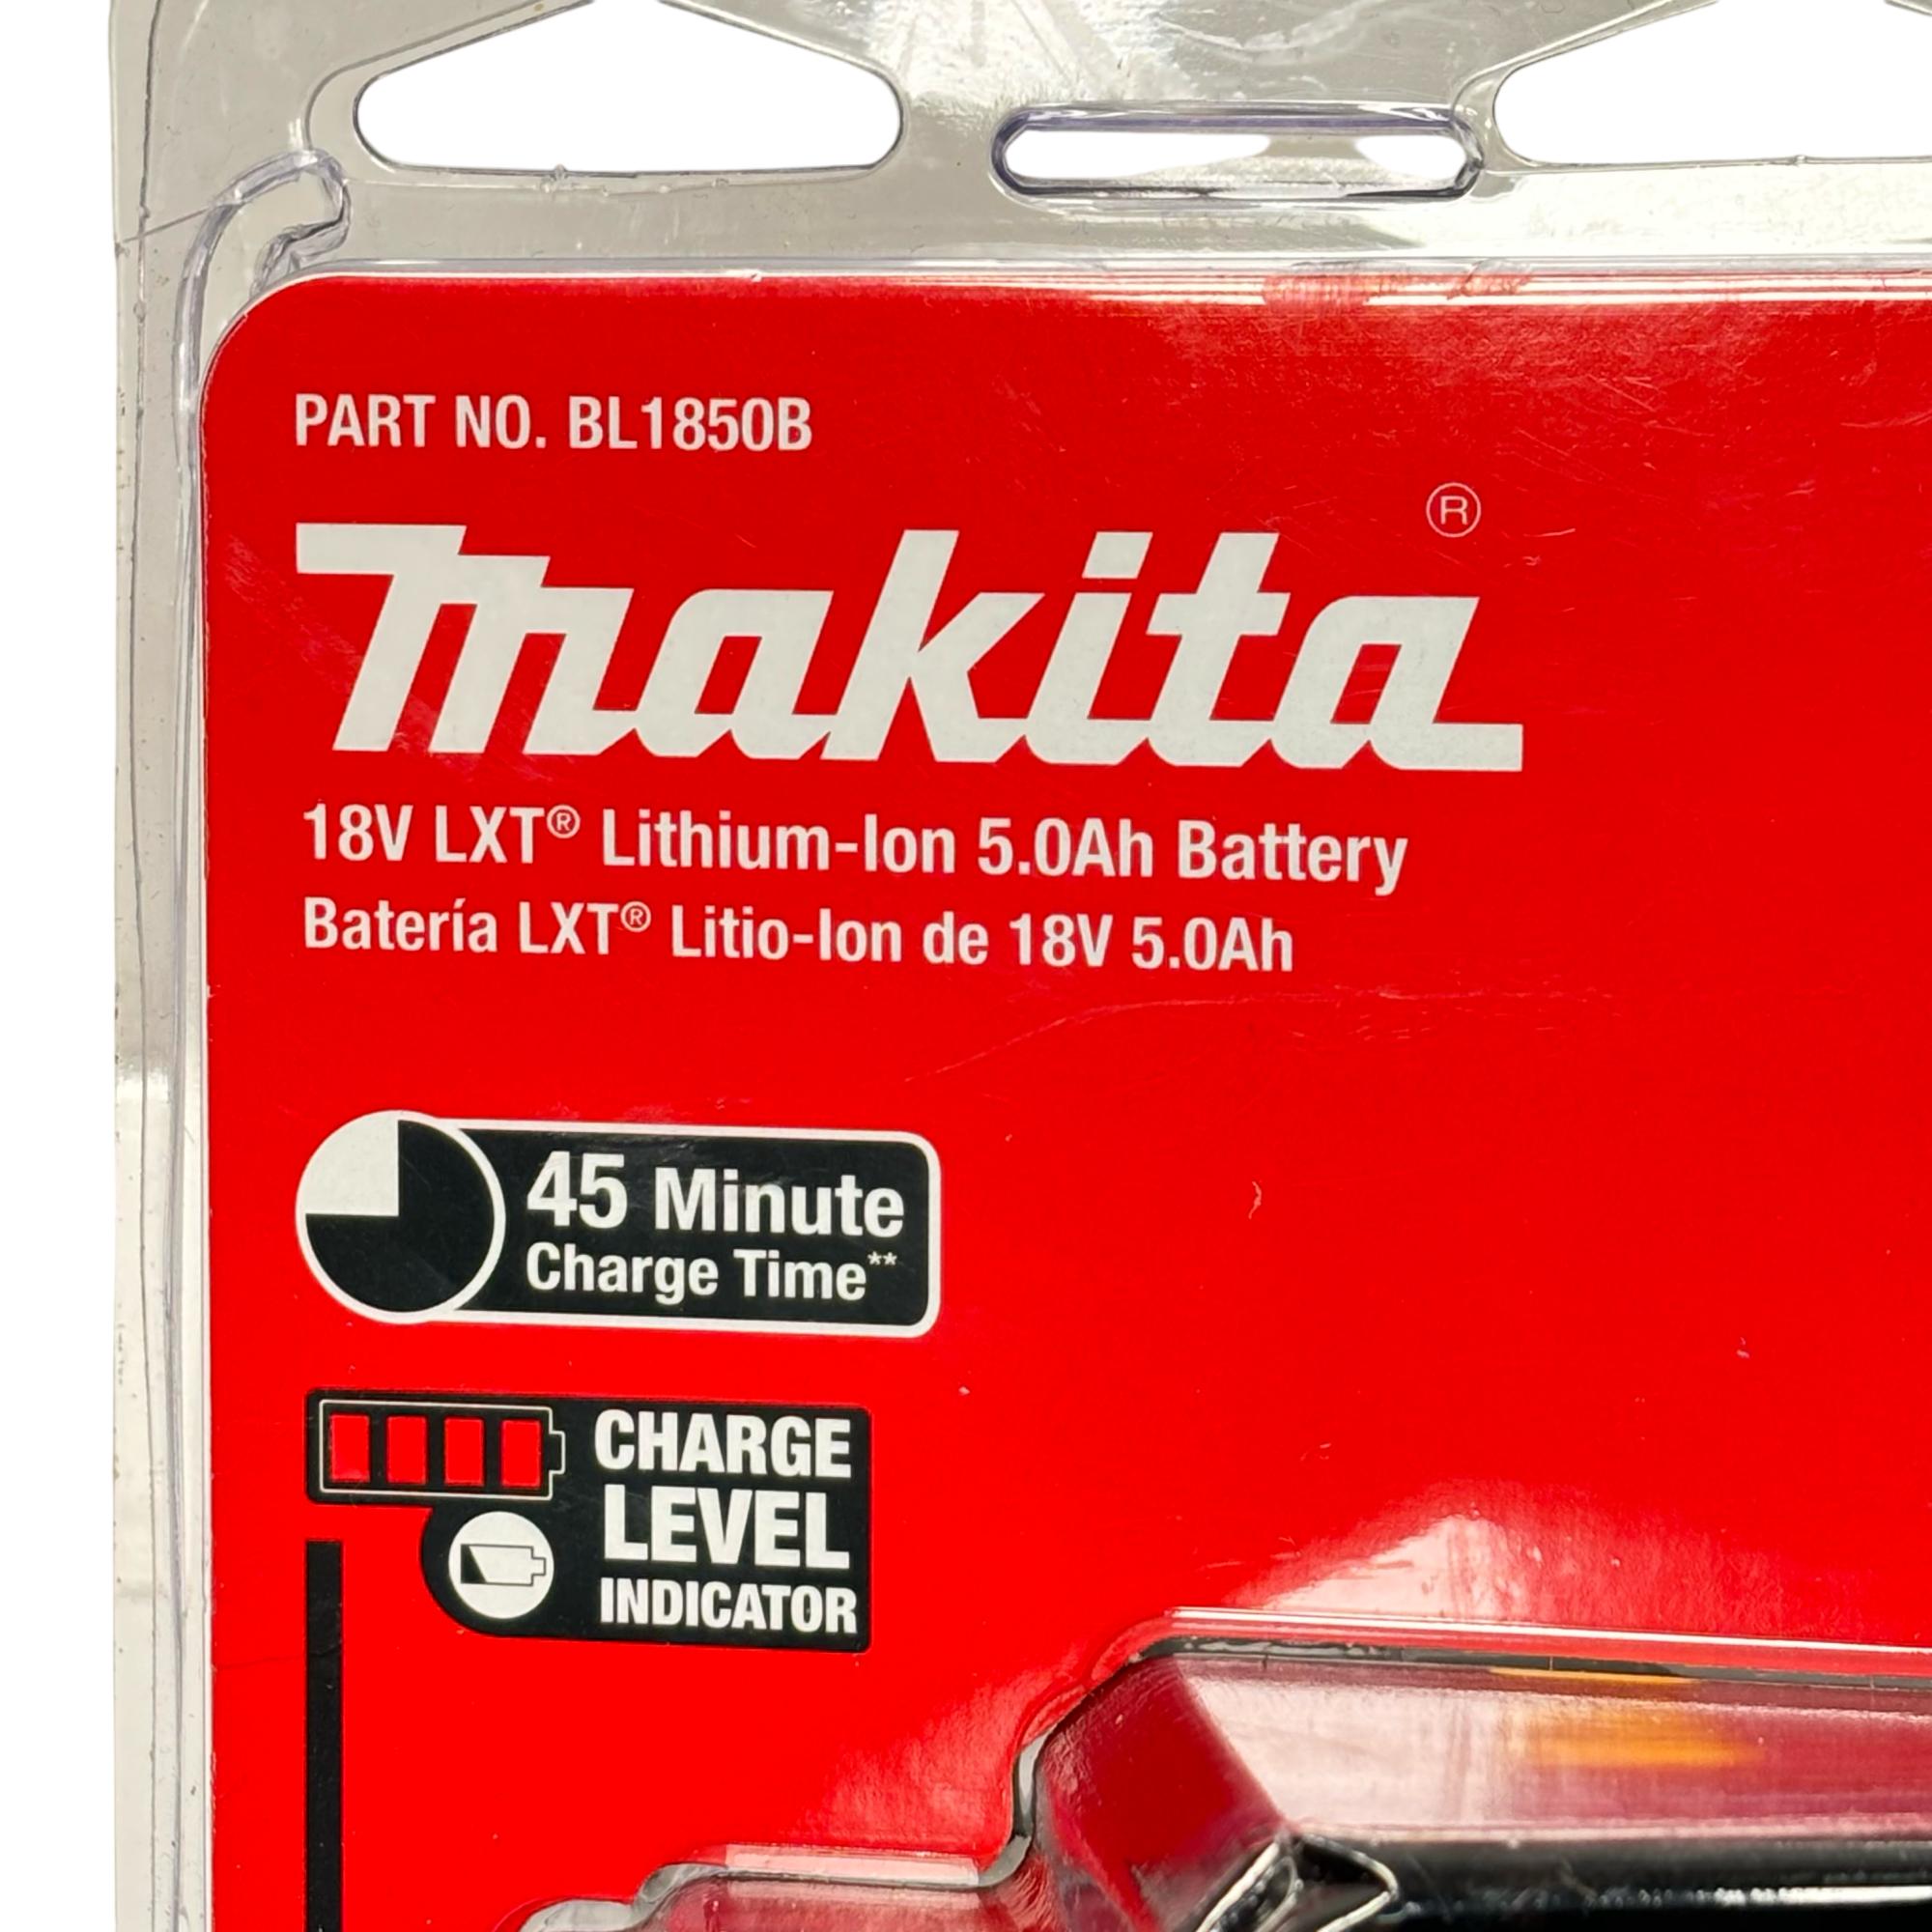 PART NO. BL1850B
makita®
18V LXT® Lithium-Ion 5.0Ah Battery
Batería LXT® Litio-Ion de 18V 5.0Ah
45 Minute
Charge Time**
CHARGE
LEVEL
INDICATOR